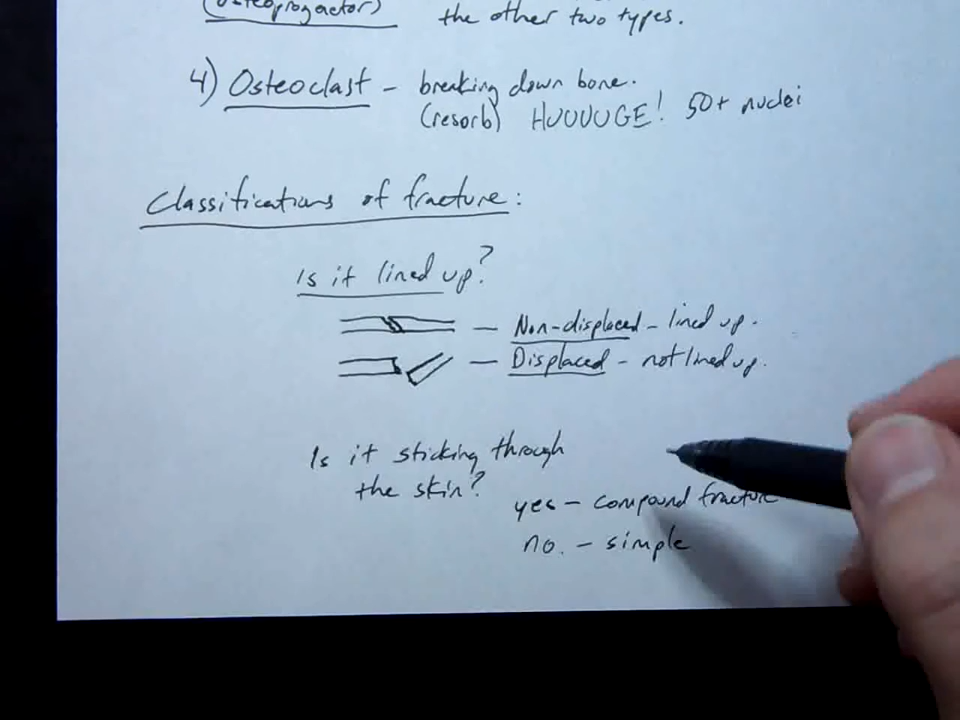 (osteoprogenitor) the other two types.
4) Osteoclast - breaking down bone.
(resorb) HUUUUGE! 50+ nuclei
Classifications of fracture:
Is it lined up?
- Non-displaced - lined up.
- Displaced - not lined up.
Is it sticking through
the skin?
yes - compound fracture
no. - simple